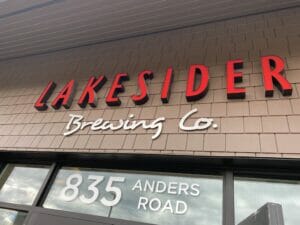 LAKESIDER
Brewing Co.
835 ANDERS
ROAD